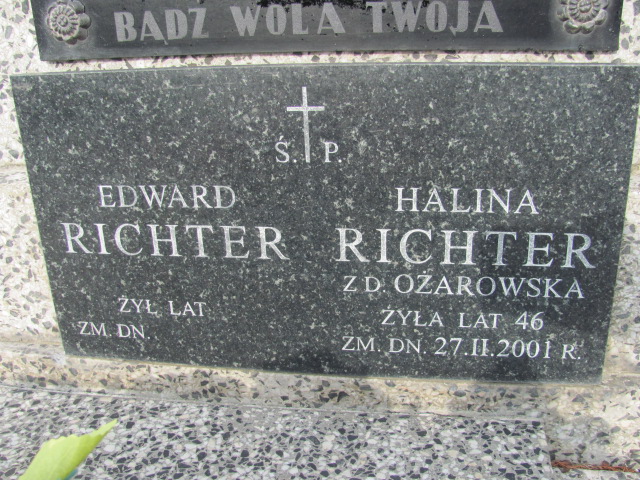 BĄDŹ WOLA TWOJA
Ś. P.
EDWARD
RICHTER
ŻYŁ LAT
ZM. DN.
HALINA
RICHTER
Z D. OŻAROWSKA
ŻYŁA LAT 46
ZM. DN. 27.II.2001 R.